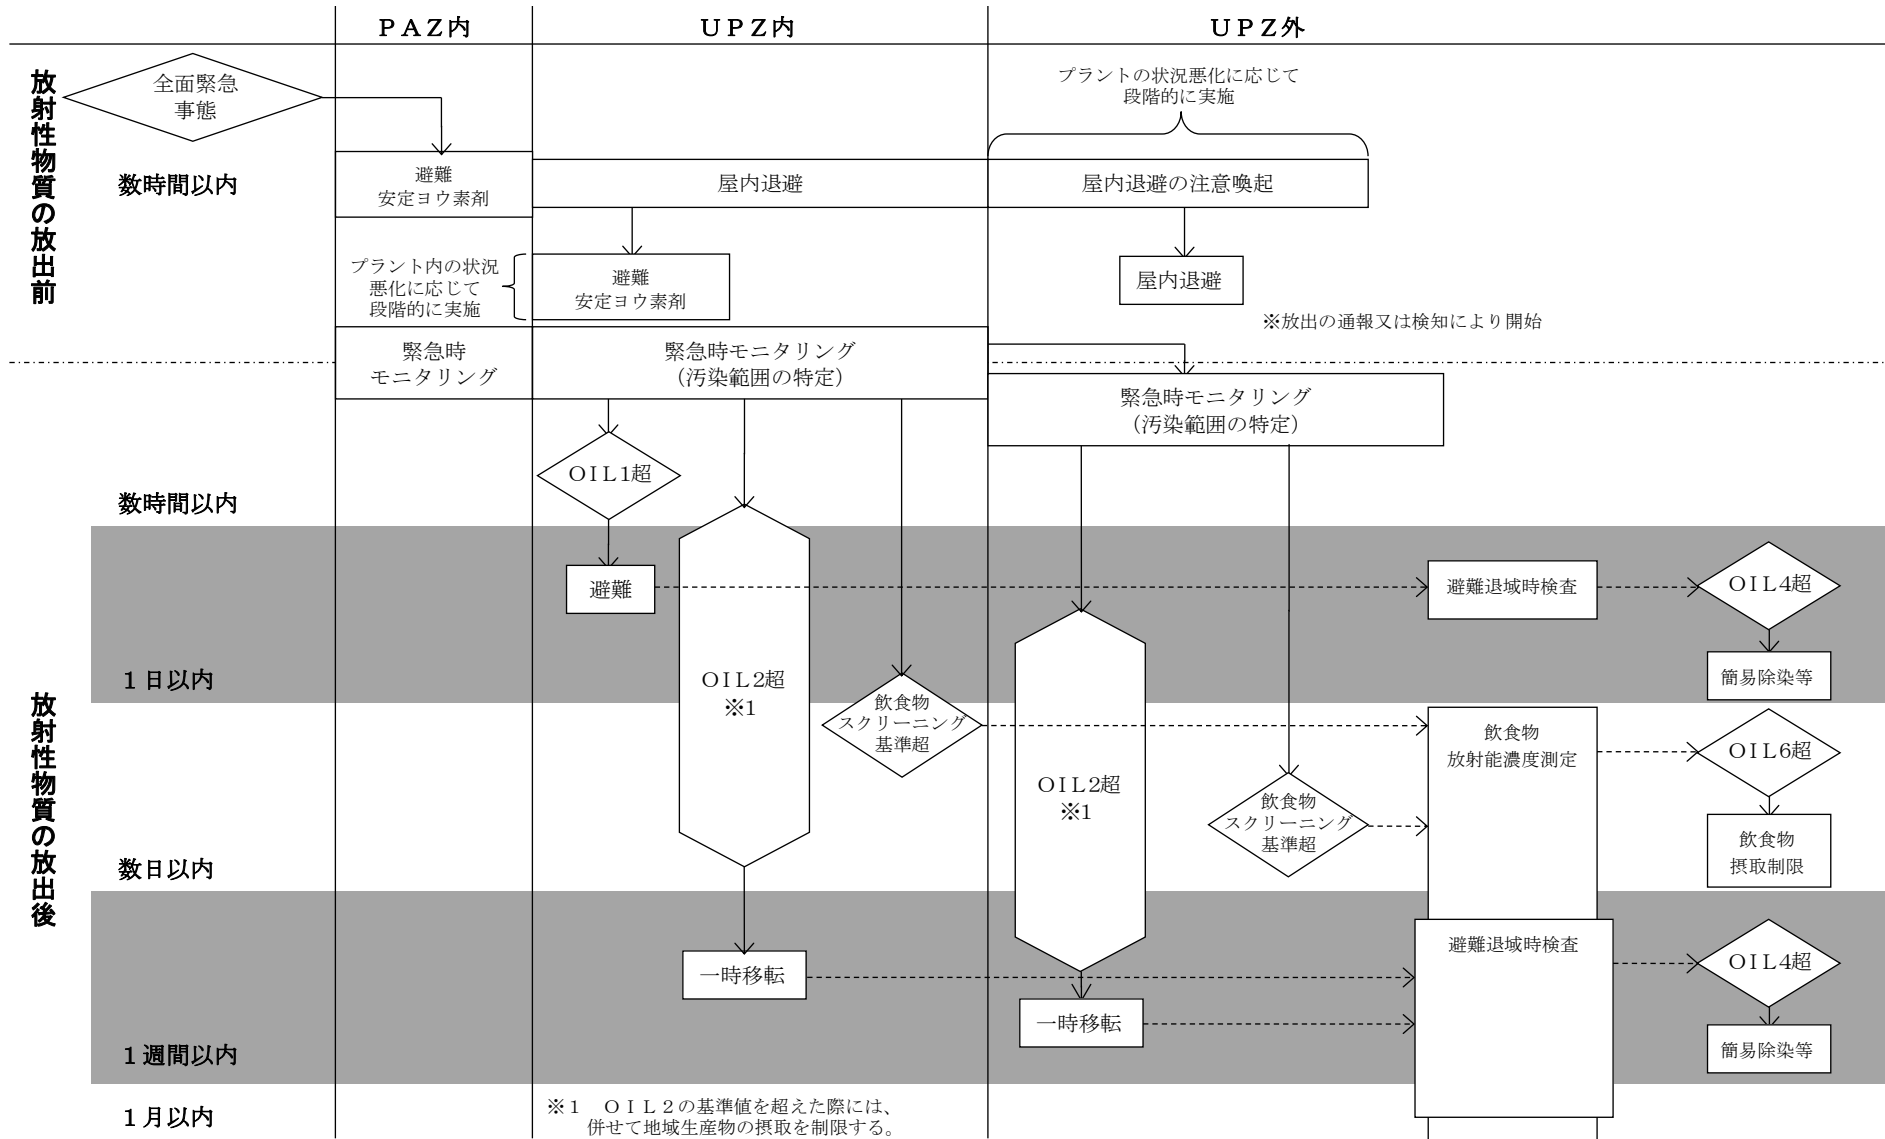 ＰＡＺ内
ＵＰＺ内
ＵＰＺ外
放射性物質の放出前
全面緊急
事態
プラントの状況悪化に応じて
段階的に実施
数時間以内
避難
安定ヨウ素剤
屋内退避
屋内退避の注意喚起
プラント内の状況
悪化に応じて
段階的に実施
避難
安定ヨウ素剤
屋内退避
※放出の通報又は検知により開始
緊急時
モニタリング
緊急時モニタリング
（汚染範囲の特定）
緊急時モニタリング
（汚染範囲の特定）
放射性物質の放出後
ＯＩＬ1超
数時間以内
避難
避難退域時検査
ＯＩＬ4超
1日以内
ＯＩＬ2超
※1
飲食物
スクリーニング
基準超
簡易除染等
飲食物
放射能濃度測定
ＯＩＬ6超
ＯＩＬ2超
※1
飲食物
スクリーニング
基準超
飲食物
摂取制限
数日以内
一時移転
避難退域時検査
ＯＩＬ4超
一時移転
簡易除染等
1週間以内
1月以内
※１　ＯＩＬ２の基準値を超えた際には、
併せて地域生産物の摂取を制限する。